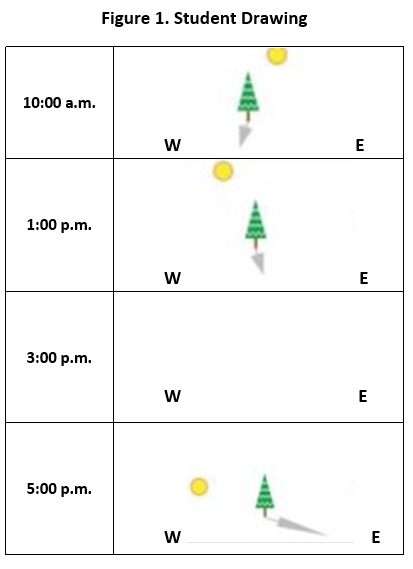 Figure 1. Student Drawing
10:00 a.m.
W E
1:00 p.m.
W E
3:00 p.m.
W E
5:00 p.m.
W E